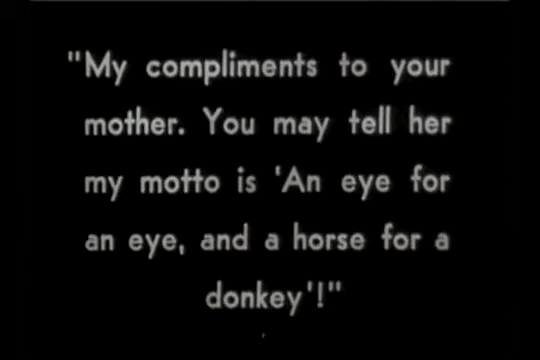 "My compliments to your
mother. You may tell her
my motto is 'An eye for
an eye, and a horse for a
donkey'!"